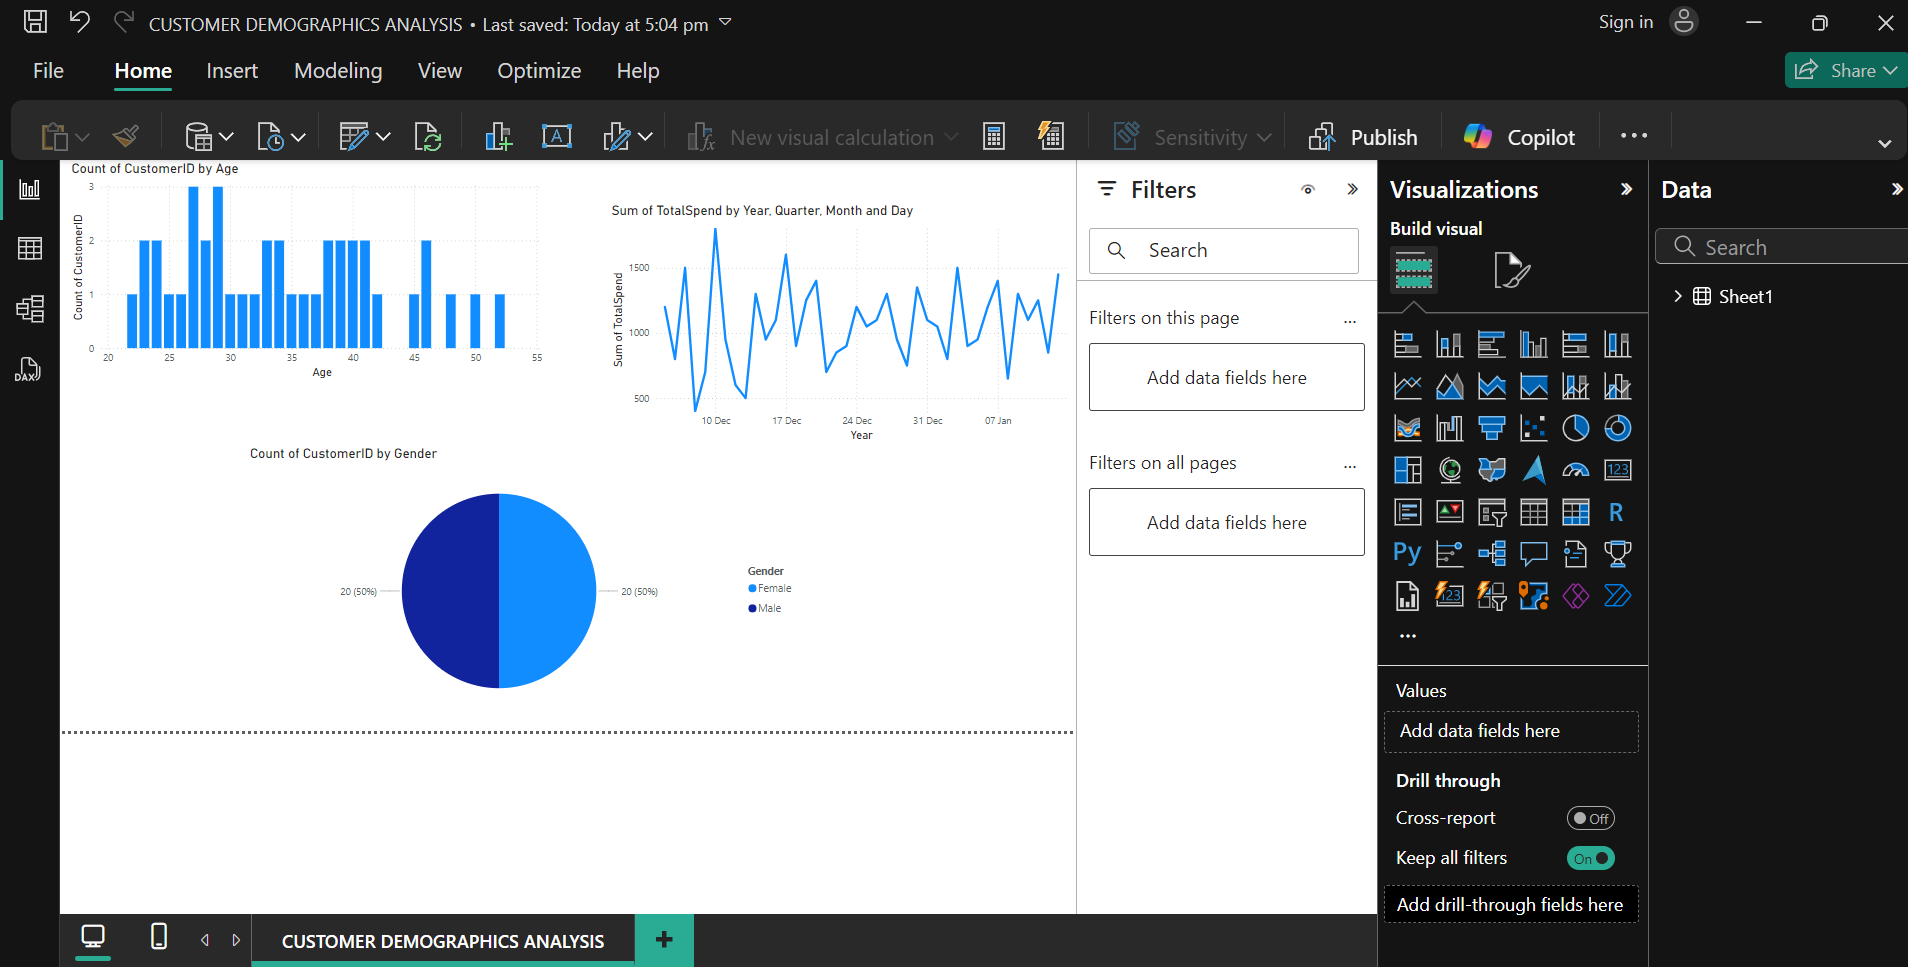 CUSTOMER DEMOGRAPHICS ANALYSIS • Last saved: Today at 5:04 pm
Sign in
File Home Insert Modeling View Optimize Help
Share
New visual calculation
Sensitivity
Publish
Copilot
DAX
Count of CustomerID by Age
Count of CustomerID
3
2
1
0
20 25 30 35 40 45 50 55
Age
Sum of TotalSpend by Year, Quarter, Month and Day
Sum of TotalSpend
1500
1000
500
10 Dec 17 Dec 24 Dec 31 Dec 07 Jan
Year
Count of CustomerID by Gender
20 (50%)
20 (50%)
Gender
Female
Male
Filters
Search
Filters on this page
...
Add data fields here
Filters on all pages
...
Add data fields here
Visualizations
Build visual
123
R
Py
123
Values
Add data fields here
Drill through
Cross-report
Off
Keep all filters
On
Add drill-through fields here
Data
Search
Sheet1
CUSTOMER DEMOGRAPHICS ANALYSIS